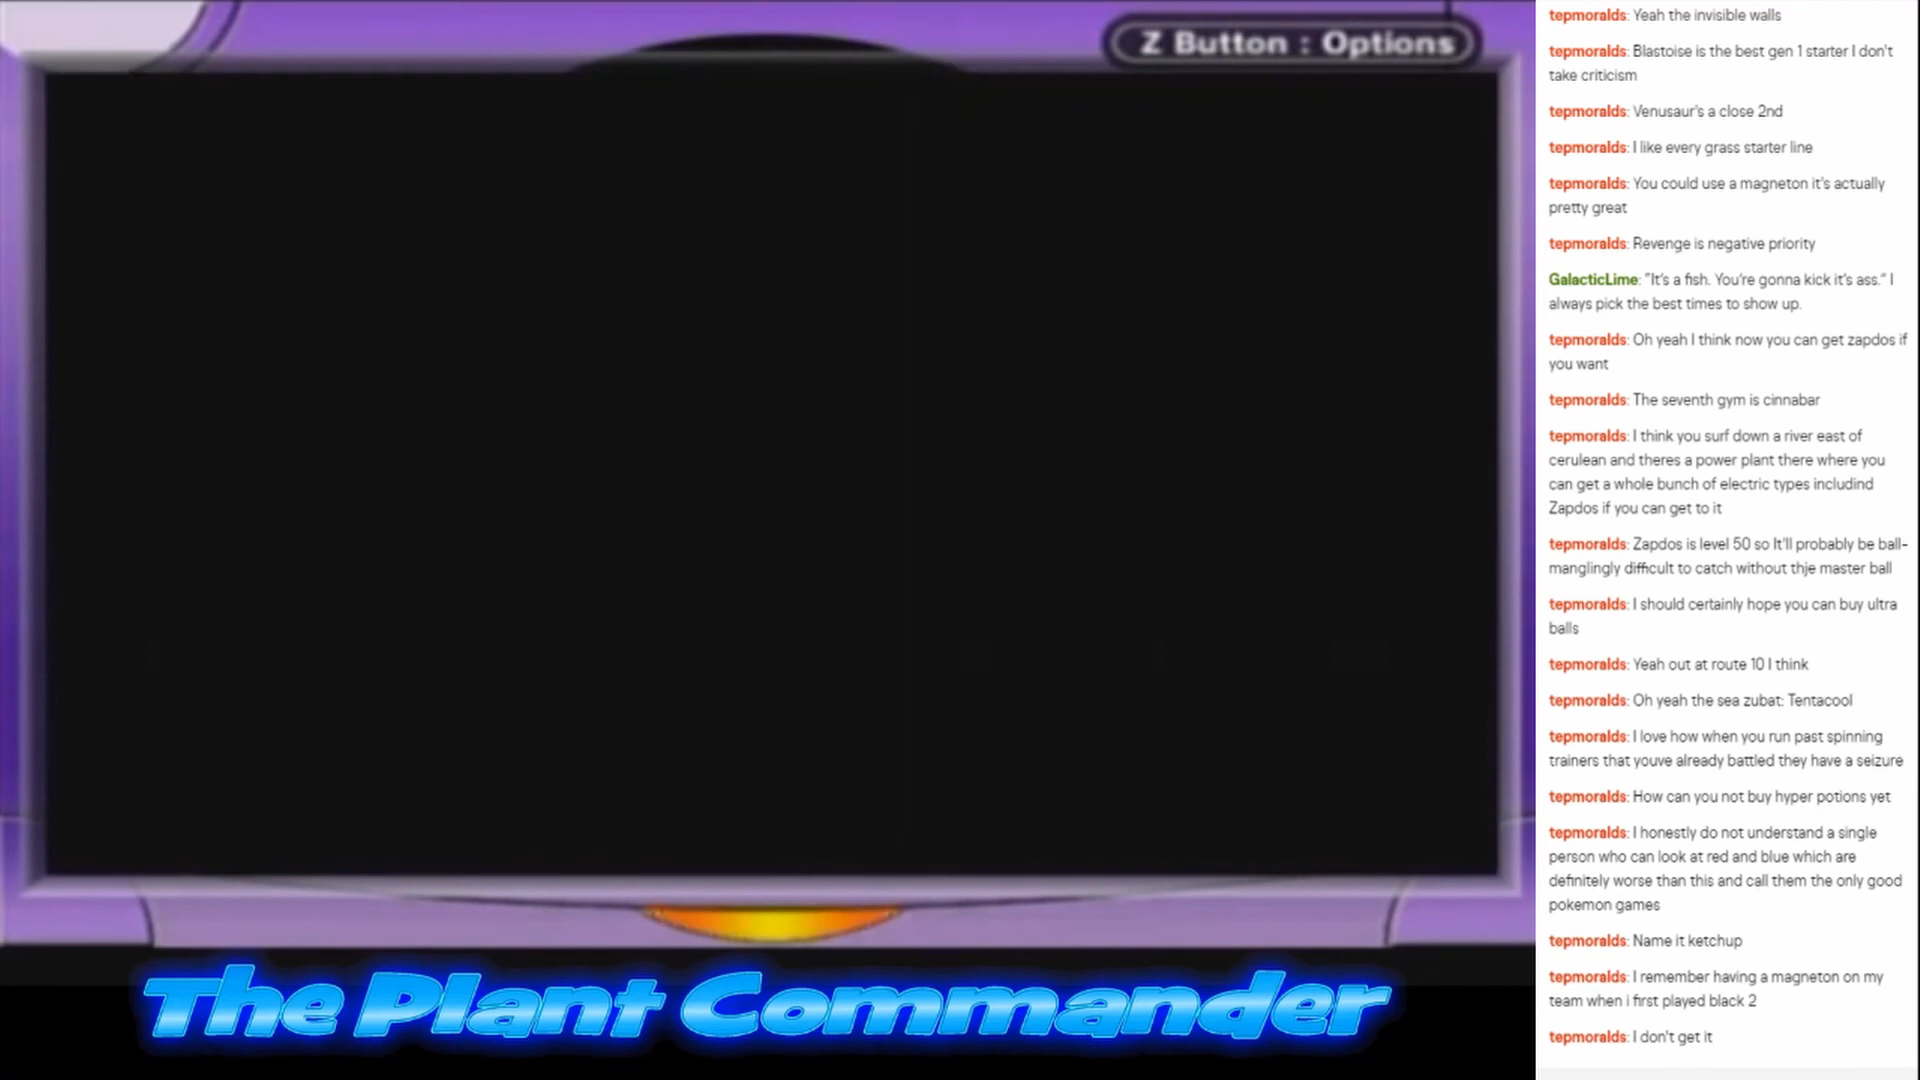 Z Button : Options
The Plant Commander
tepmoralds: Yeah the invisible walls
tepmoralds: Blastoise is the best gen 1 starter I don't
take criticism
tepmoralds: Venusaur's a close 2nd
tepmoralds: I like every grass starter line
tepmoralds: You could use a magneton it's actually
pretty great
tepmoralds: Revenge is negative priority
GalacticLime: "It's a fish. You're gonna kick it's ass." I
always pick the best times to show up.
tepmoralds: Oh yeah I think now you can get zapdos if
you want
tepmoralds: The seventh gym is cinnabar
tepmoralds: I think you surf down a river east of
cerulean and theres a power plant there where you
can get a whole bunch of electric types includind
Zapdos if you can get to it
tepmoralds: Zapdos is level 50 so It'll probably be ball-
manglingly difficult to catch without thje master ball
tepmoralds: I should certainly hope you can buy ultra
balls
tepmoralds: Yeah out at route 10 I think
tepmoralds: Oh yeah the sea zubat: Tentacool
tepmoralds: I love how when you run past spinning
trainers that youve already battled they have a seizure
tepmoralds: How can you not buy hyper potions yet
tepmoralds: I honestly do not understand a single
person who can look at red and blue which are
definitely worse than this and call them the only good
pokemon games
tepmoralds: Name it ketchup
tepmoralds: I remember having a magneton on my
team when i first played black 2
tepmoralds: I don't get it